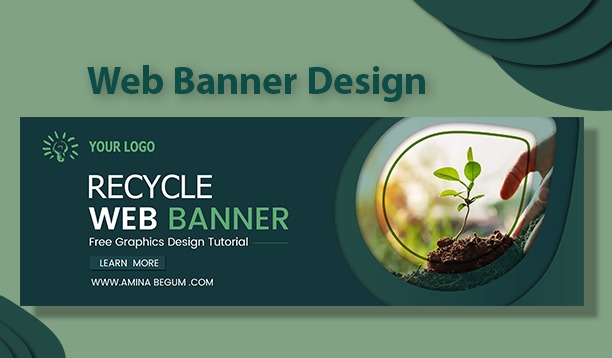 Web Banner Design
YOUR LOGO
RECYCLE
WEB BANNER
Free Graphics Design Tutorial
LEARN MORE
WWW.AMINA BEGUM .COM